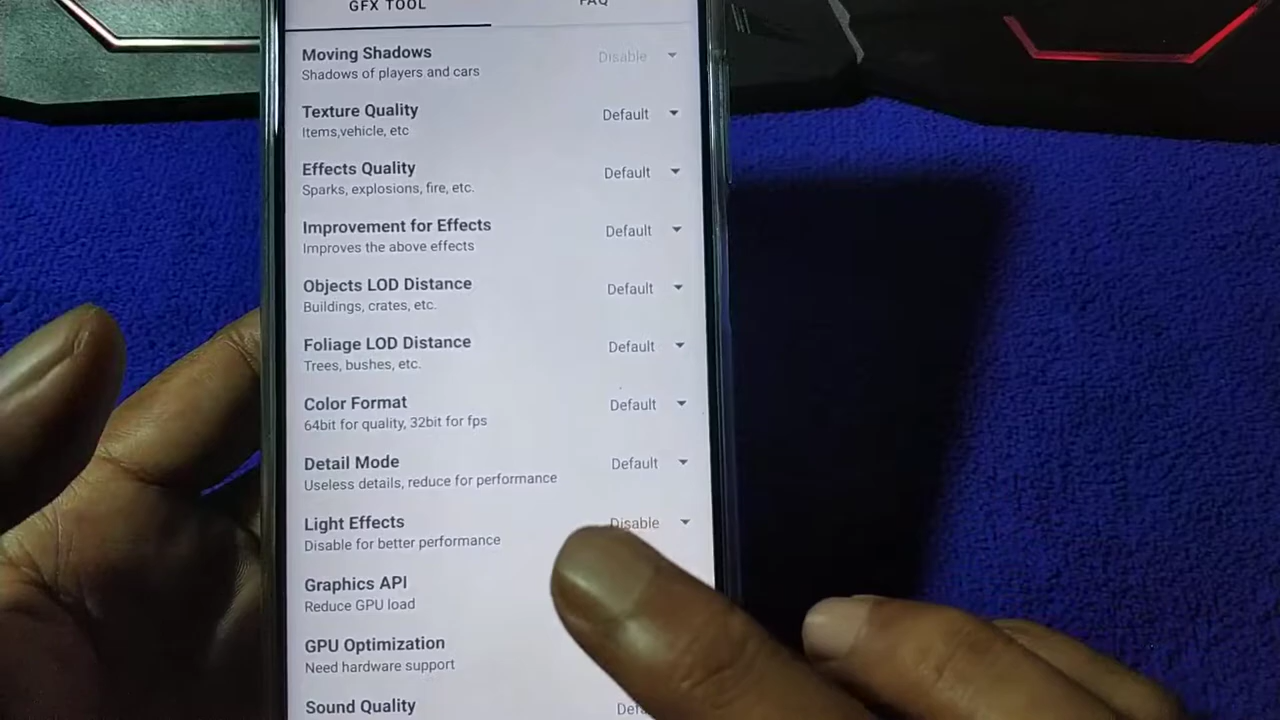 GFX TOOL
FAQ
Moving Shadows
Disable
Shadows of players and cars
Texture Quality
Default
Items,vehicle, etc
Effects Quality
Default
Sparks, explosions, fire, etc.
Improvement for Effects
Default
Improves the above effects
Objects LOD Distance
Default
Buildings, crates, etc.
Foliage LOD Distance
Default
Trees, bushes, etc.
Color Format
Default
64bit for quality, 32bit for fps
Detail Mode
Default
Useless details, reduce for performance
Light Effects
Disable
Disable for better performance
Graphics API
Reduce GPU load
GPU Optimization
Need hardware support
Sound Quality